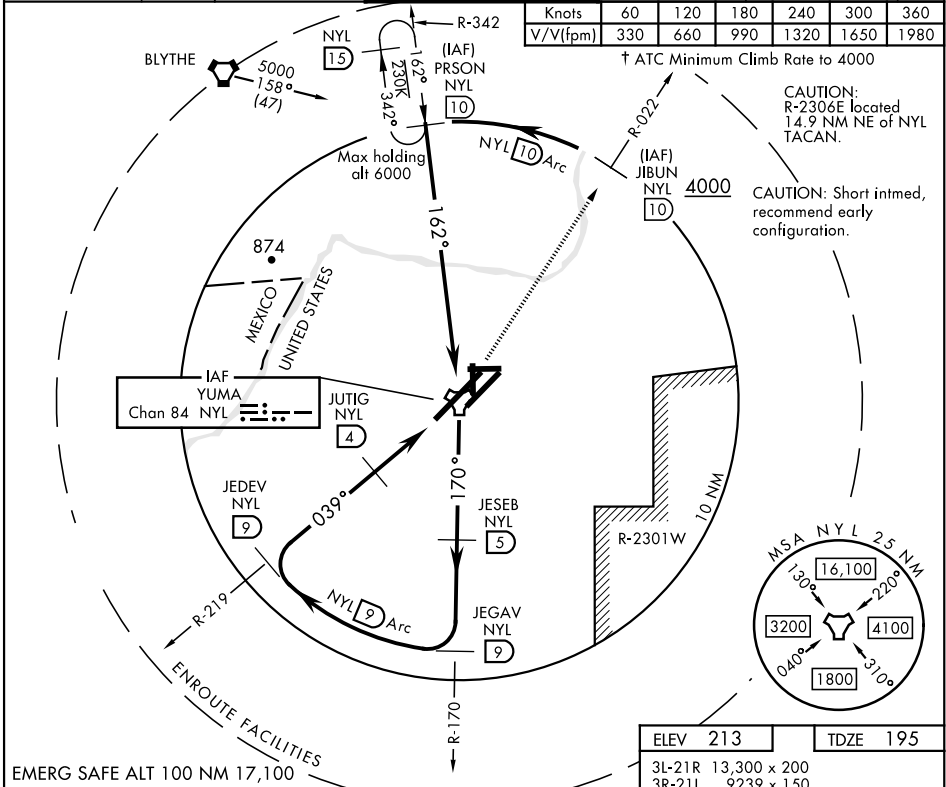 Knots 60 120 180 240 300 360
V/V(fpm) 330 660 990 1320 1650 1980
† ATC Minimum Climb Rate to 4000
R-342
NYL
15
(IAF)
PRSON
NYL
10
BLYTHE
5000
158°
(47)
162°
230K
342°
Max holding
alt 6000
NYL 10 Arc
R-022
CAUTION:
R-2306E located
14.9 NM NE of NYL
TACAN.
(IAF)
JIBUN
NYL
10
4000
CAUTION: Short intmed,
recommend early
configuration.
162°
874
MEXICO
UNITED STATES
IAF
YUMA
Chan 84 NYL
JUTIG
NYL
4
039°
170°
JEDEV
NYL
9
JESEB
NYL
5
R-2301W
10 NM
NYL 9 Arc
JEGAV
NYL
9
R-219
R-170
ENROUTE FACILITIES
MSA NYL 25 NM
130°
16,100
220°
3200
4100
040°
1800
310°
EMERG SAFE ALT 100 NM 17,100
ELEV 213
TDZE 195
3L-21R 13,300 x 200
3R-21L 9239 x 150